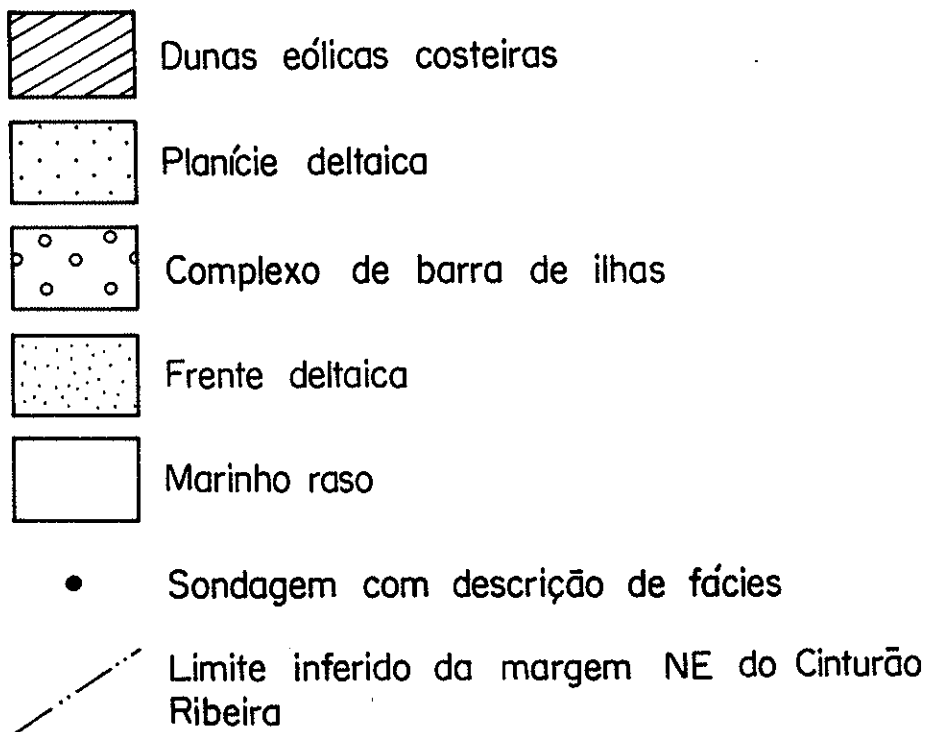 Dunas eólicas costeiras
Planície deltaica
Complexo de barra de ilhas
Frente deltaica
Marinho raso
Sondagem com descrição de fácies
Limite inferido da margem NE do Cinturão
Ribeira